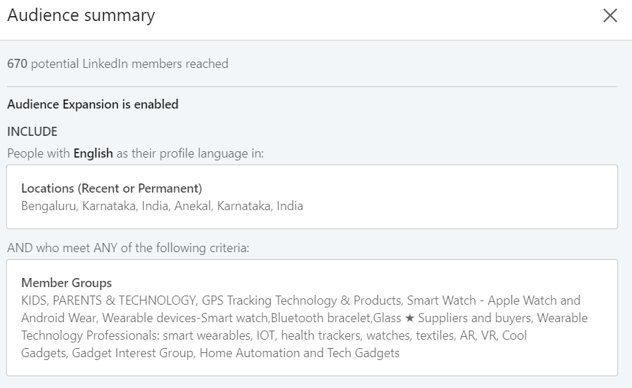 Audience summary
670 potential LinkedIn members reached
Audience Expansion is enabled
INCLUDE
People with English as their profile language in:
Locations (Recent or Permanent)
Bengaluru, Karnataka, India, Anekal, Karnataka, India
AND who meet ANY of the following criteria:
Member Groups
KIDS, PARENTS & TECHNOLOGY, GPS Tracking Technology & Products, Smart Watch - Apple Watch and
Android Wear, Wearable devices-Smart watch,Bluetooth bracelet,Glass ★ Suppliers and buyers, Wearable
Technology Professionals: smart wearables, IOT, health trackers, watches, textiles, AR, VR, Cool
Gadgets, Gadget Interest Group, Home Automation and Tech Gadgets